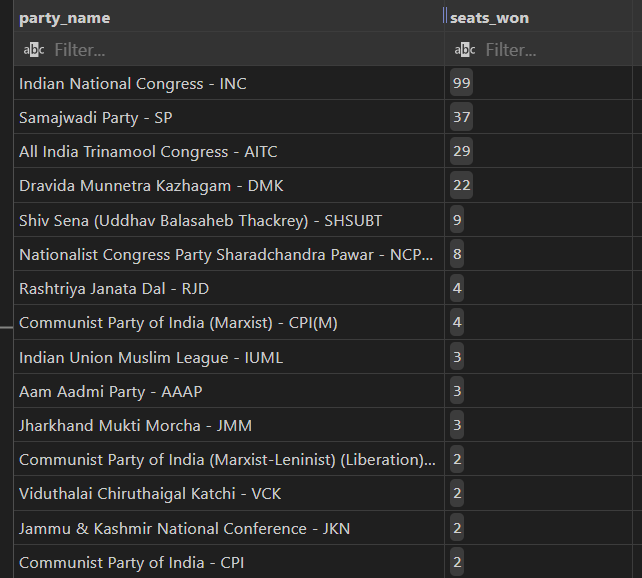 party_name seats_won
abc Filter... abc Filter...
Indian National Congress - INC 99
Samajwadi Party - SP 37
All India Trinamool Congress - AITC 29
Dravida Munnetra Kazhagam - DMK 22
Shiv Sena (Uddhav Balasaheb Thackrey) - SHSUBT 9
Nationalist Congress Party Sharadchandra Pawar - NCP... 8
Rashtriya Janata Dal - RJD 4
Communist Party of India (Marxist) - CPI(M) 4
Indian Union Muslim League - IUML 3
Aam Aadmi Party - AAAP 3
Jharkhand Mukti Morcha - JMM 3
Communist Party of India (Marxist-Leninist) (Liberation)... 2
Viduthalai Chiruthaigal Katchi - VCK 2
Jammu & Kashmir National Conference - JKN 2
Communist Party of India - CPI 2